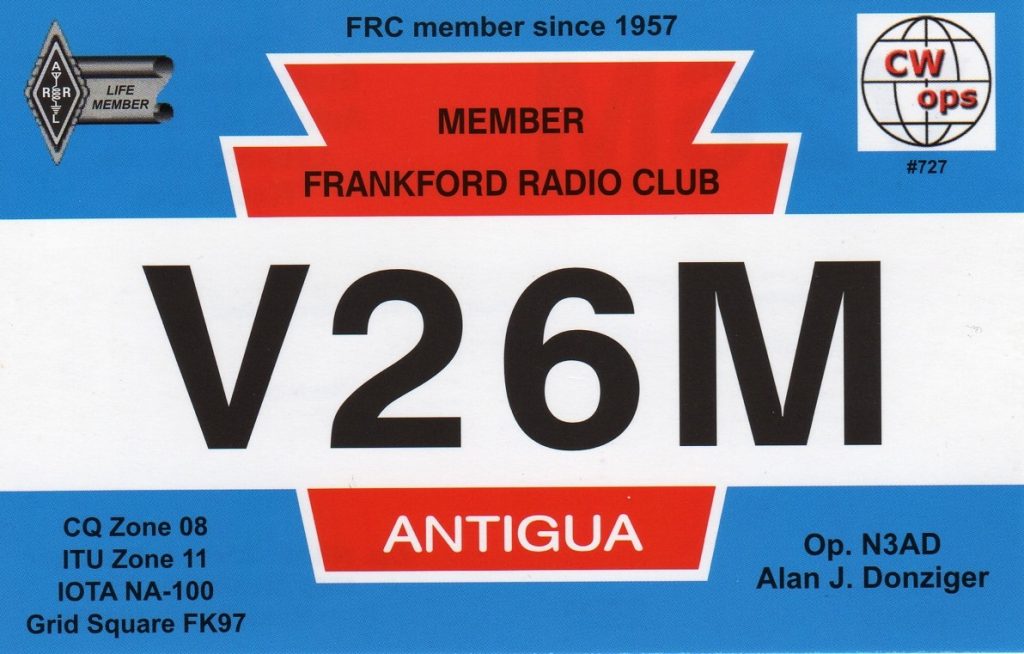 FRC member since 1957
A
R R
L
LIFE
MEMBER
MEMBER
FRANKFORD RADIO CLUB
CW
ops
#727
V26M
ANTIGUA
CQ Zone 08
ITU Zone 11
IOTA NA-100
Grid Square FK97
Op. N3AD
Alan J. Donziger